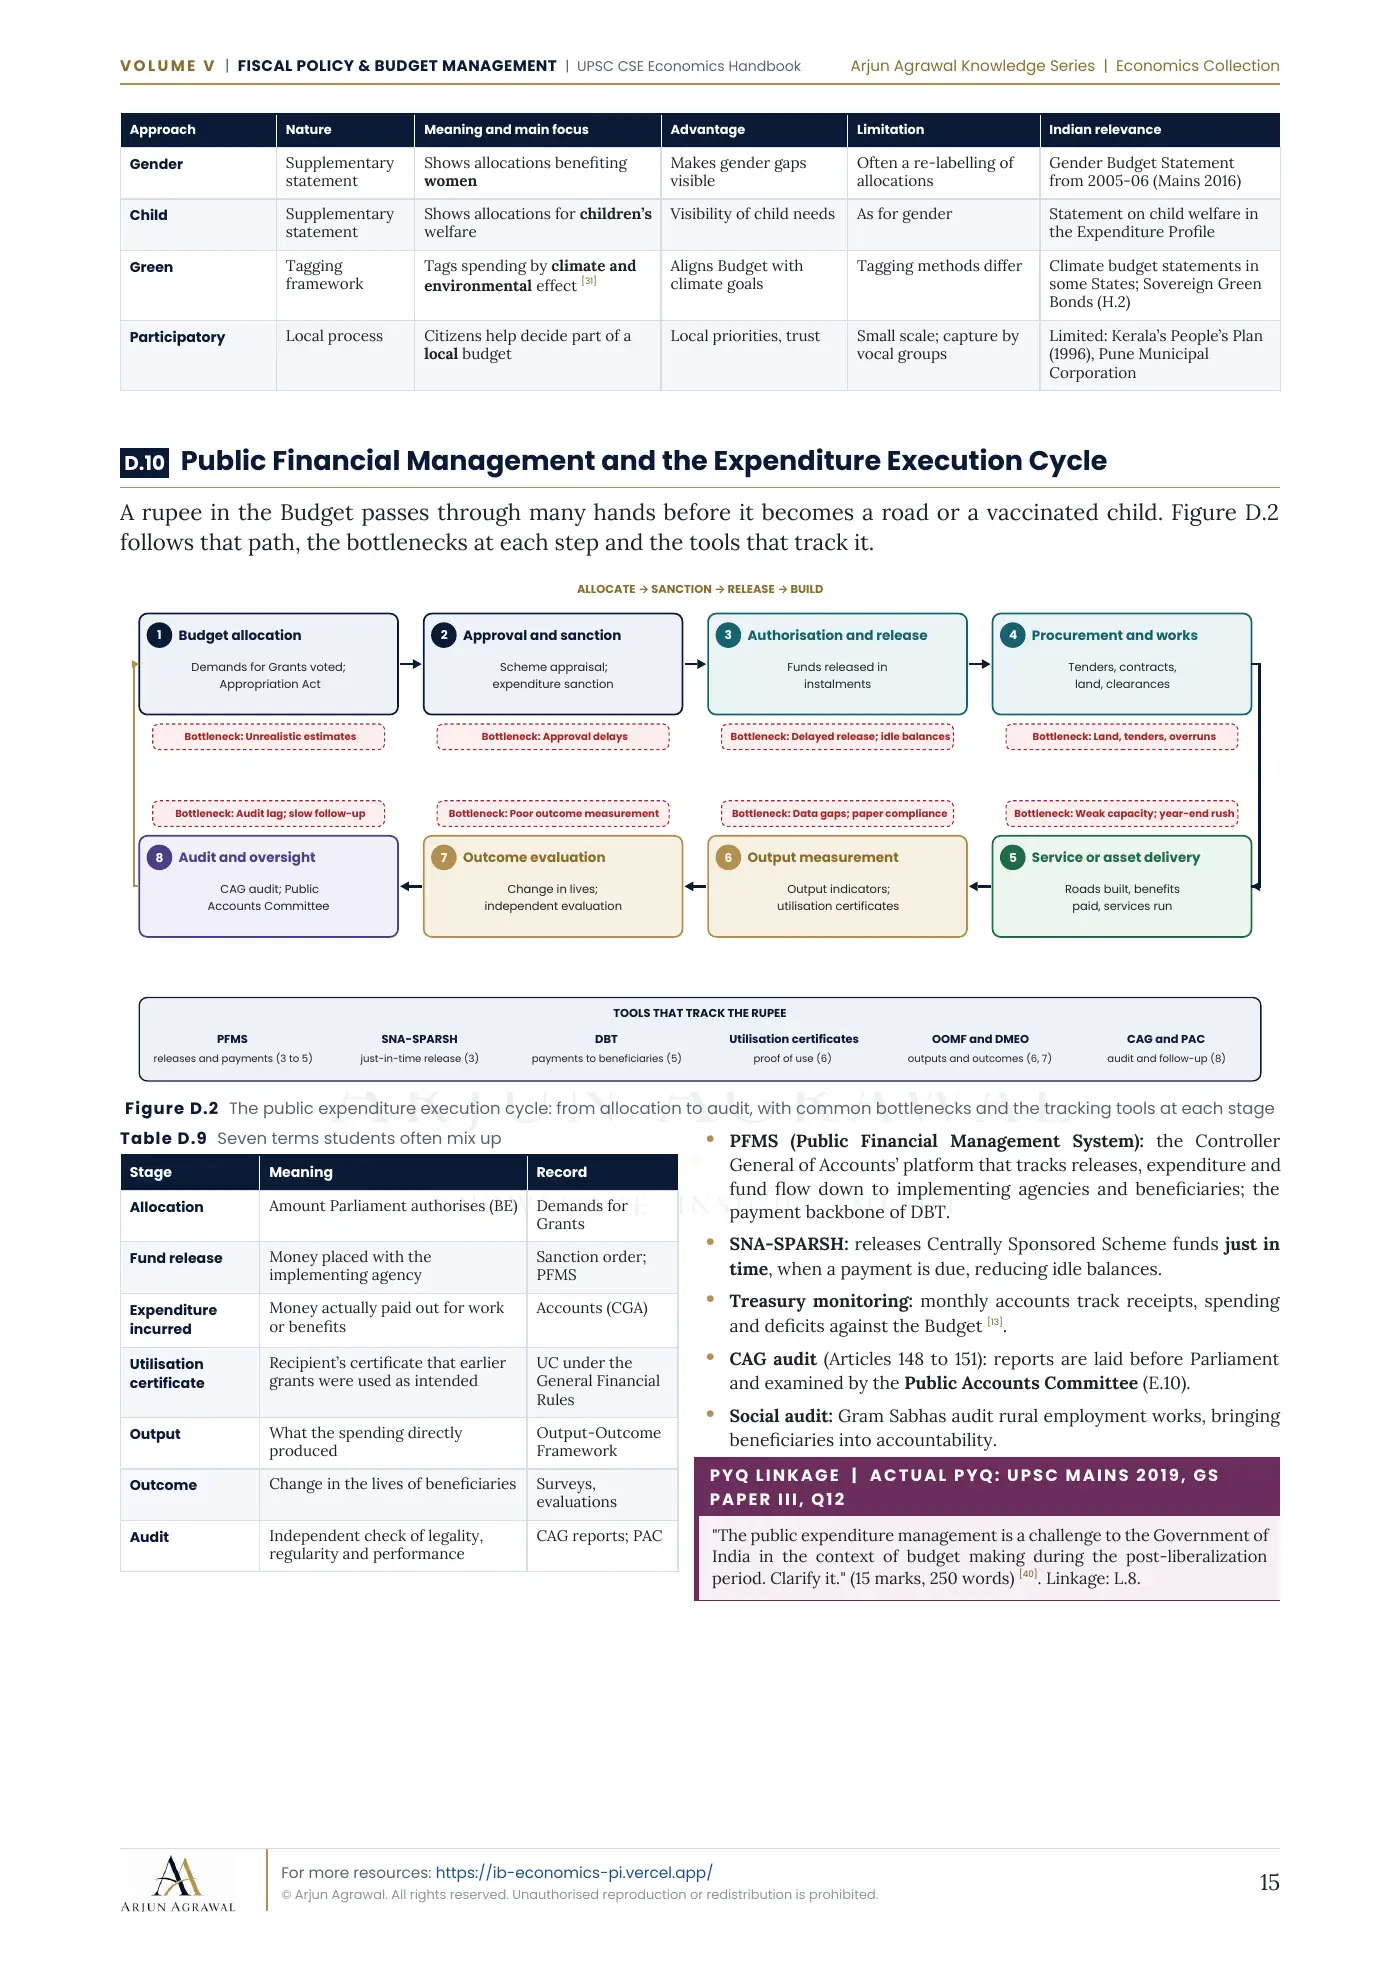 VOLUME V | FISCAL POLICY & BUDGET MANAGEMENT | UPSC CSE Economics Handbook Arjun Agrawal Knowledge Series | Economics Collection
Approach Nature Meaning and main focus Advantage Limitation Indian relevance
Gender Supplementary statement Shows allocations benefiting women Makes gender gaps visible Often a re-labelling of allocations Gender Budget Statement from 2005-06 (Mains 2016)
Child Supplementary statement Shows allocations for children's welfare Visibility of child needs As for gender Statement on child welfare in the Expenditure Profile
Green Tagging framework Tags spending by climate and environmental effect [31] Aligns Budget with climate goals Tagging methods differ Climate budget statements in some States; Sovereign Green Bonds (H.2)
Participatory Local process Citizens help decide part of a local budget Local priorities, trust Small scale; capture by vocal groups Limited: Kerala's People's Plan (1996), Pune Municipal Corporation
D.10 Public Financial Management and the Expenditure Execution Cycle
A rupee in the Budget passes through many hands before it becomes a road or a vaccinated child. Figure D.2
follows that path, the bottlenecks at each step and the tools that track it.
ALLOCATE → SANCTION → RELEASE → BUILD
1 Budget allocation
Demands for Grants voted;
Appropriation Act
Bottleneck: Unrealistic estimates
2 Approval and sanction
Scheme appraisal;
expenditure sanction
Bottleneck: Approval delays
3 Authorisation and release
Funds released in
instalments
Bottleneck: Delayed release; idle balances
4 Procurement and works
Tenders, contracts,
land, clearances
Bottleneck: Land, tenders, overruns
Bottleneck: Audit lag; slow follow-up
8 Audit and oversight
CAG audit; Public
Accounts Committee
Bottleneck: Poor outcome measurement
7 Outcome evaluation
Change in lives;
independent evaluation
Bottleneck: Data gaps; paper compliance
6 Output measurement
Output indicators;
utilisation certificates
Bottleneck: Weak capacity; year-end rush
5 Service or asset delivery
Roads built, benefits
paid, services run
TOOLS THAT TRACK THE RUPEE
PFMS SNA-SPARSH DBT Utilisation certificates OOMF and DMEO CAG and PAC
releases and payments (3 to 5) just-in-time release (3) payments to beneficiaries (5) proof of use (6) outputs and outcomes (6, 7) audit and follow-up (8)
ARJUN AGRAWAL
Figure D.2 The public expenditure execution cycle: from allocation to audit, with common bottlenecks and the tracking tools at each stage
Table D.9 Seven terms students often mix up
Stage Meaning Record
Allocation Amount Parliament authorises (BE) Demands for Grants
Fund release Money placed with the implementing agency Sanction order; PFMS
Expenditure incurred Money actually paid out for work or benefits Accounts (CGA)
Utilisation certificate Recipient's certificate that earlier grants were used as intended UC under the General Financial Rules
Output What the spending directly produced Output-Outcome Framework
Outcome Change in the lives of beneficiaries Surveys, evaluations
Audit Independent check of legality, regularity and performance CAG reports; PAC
• PFMS (Public Financial Management System): the Controller
General of Accounts' platform that tracks releases, expenditure and
fund flow down to implementing agencies and beneficiaries; the
payment backbone of DBT.
• SNA-SPARSH: releases Centrally Sponsored Scheme funds just in
time, when a payment is due, reducing idle balances.
• Treasury monitoring: monthly accounts track receipts, spending
and deficits against the Budget [13].
• CAG audit (Articles 148 to 151): reports are laid before Parliament
and examined by the Public Accounts Committee (E.10).
• Social audit: Gram Sabhas audit rural employment works, bringing
beneficiaries into accountability.
PYQ LINKAGE | ACTUAL PYQ: UPSC MAINS 2019, GS
PAPER III, Q12
"The public expenditure management is a challenge to the Government of
India in the context of budget making during the post-liberalization
period. Clarify it." (15 marks, 250 words) [40]. Linkage: L.8.
ARJUN AGRAWAL
For more resources: https://ib-economics-pi.vercel.app/
© Arjun Agrawal. All rights reserved. Unauthorised reproduction or redistribution is prohibited.
15